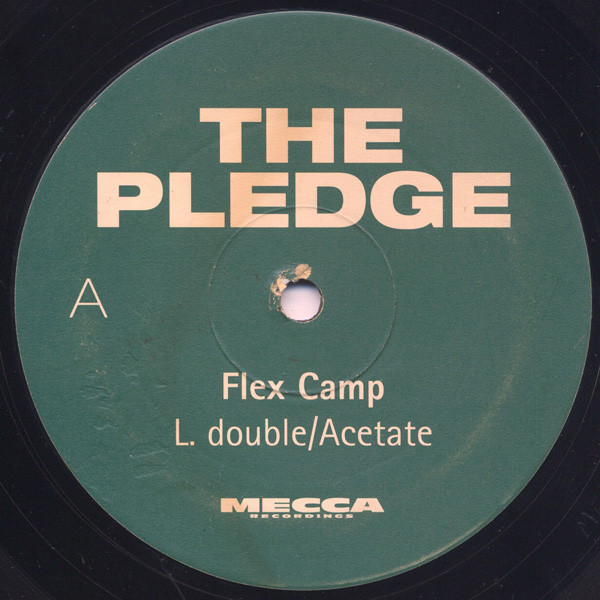 THE
PLEDGE
A
Flex Camp
L. double/Acetate
MECCA
RECORDINGS